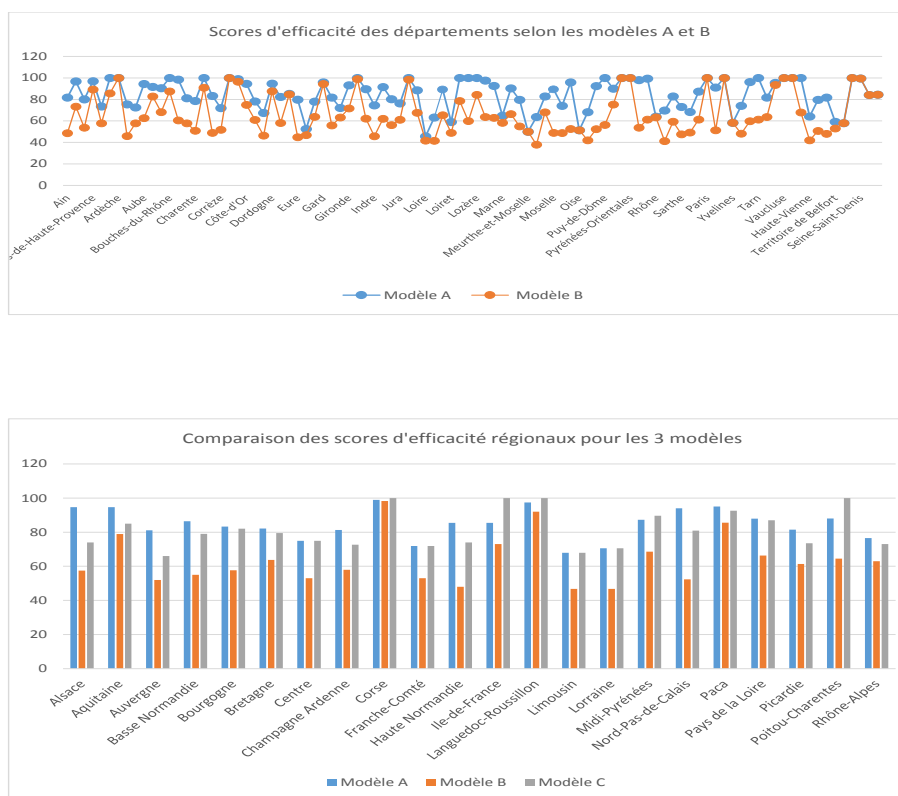 Scores d'efficacité des départements selon les modèles A et B
120
100
80
60
40
20
0
Ain
s-de-Haute-Provence
Ardèche
Aube
Bouches-du-Rhône
Charente
Corrèze
Côte-d'Or
Dordogne
Eure
Gard
Gironde
Indre
Jura
Loire
Loiret
Lozère
Marne
Meurthe-et-Moselle
Moselle
Oise
Puy-de-Dôme
Pyrénées-Orientales
Rhône
Sarthe
Paris
Yvelines
Tarn
Vaucluse
Haute-Vienne
Territoire de Belfort
Seine-Saint-Denis
Modèle A Modèle B
Comparaison des scores d'efficacité régionaux pour les 3 modèles
120
100
80
60
40
20
0
Alsace
Aquitaine
Auvergne
Basse Normandie
Bourgogne
Bretagne
Centre
Champagne Ardenne
Corse
Franche-Comté
Haute Normandie
Ile-de-France
Languedoc-Roussillon
Limousin
Lorraine
Midi-Pyrénées
Nord-Pas-de-Calais
Paca
Pays de la Loire
Picardie
Poitou-Charentes
Rhône-Alpes
Modèle A Modèle B Modèle C